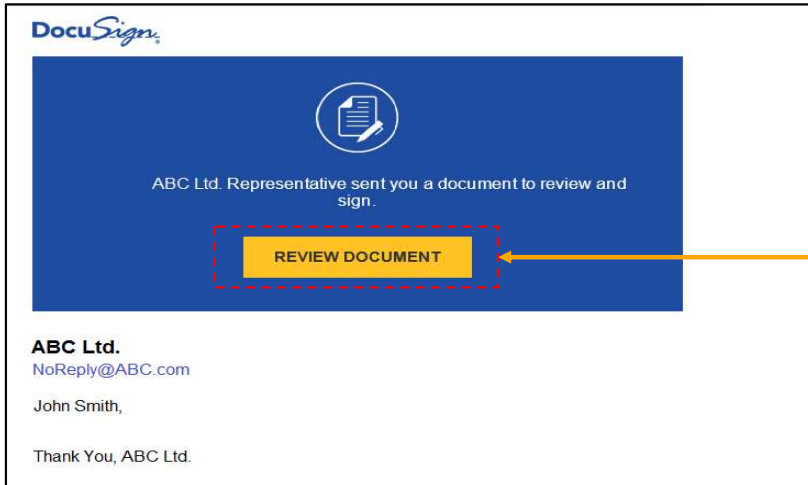 DocuSign
ABC Ltd. Representative sent you a document to review and
sign.
REVIEW DOCUMENT
ABC Ltd.
NoReply@ABC.com
John Smith,
Thank You, ABC Ltd.